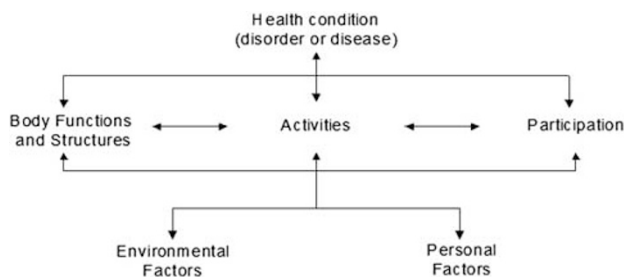 Health condition
(disorder or disease)
Body Functions
and Structures
Activities
Participation
Environmental
Factors
Personal
Factors